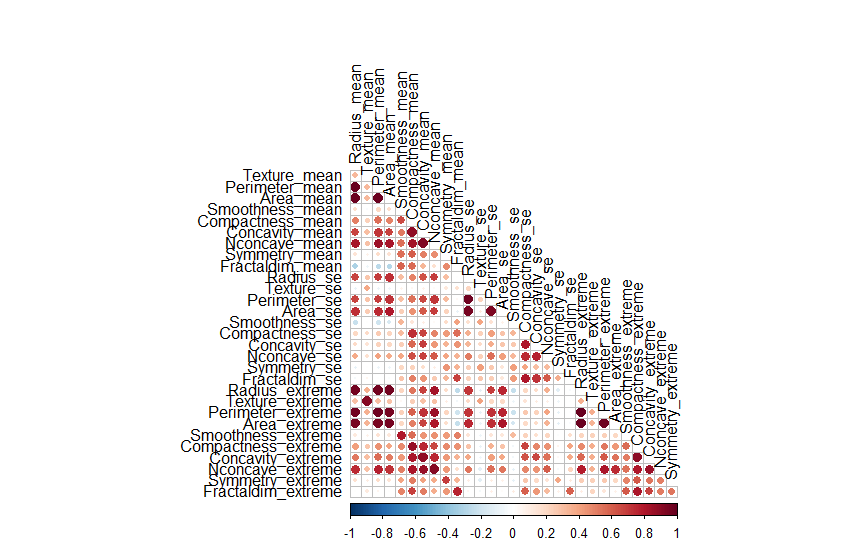 Radius_mean
Texture_mean
Perimeter_mean
Area_mean
Smoothness_mean
Compactness_mean
Concavity_mean
Nconcave_mean
Symmetry_mean
Fractaldim_mean
Radius_se
Texture_se
Perimeter_se
Area_se
Smoothness_se
Compactness_se
Concavity_se
Nconcave_se
Symmetry_se
Fractaldim_se
Radius_extreme
Texture_extreme
Perimeter_extreme
Area_extreme
Smoothness_extreme
Compactness_extreme
Concavity_extreme
Nconcave_extreme
Symmetry_extreme
Texture_mean
Perimeter_mean
Area_mean
Smoothness_mean
Compactness_mean
Concavity_mean
Nconcave_mean
Symmetry_mean
Fractaldim_mean
Radius_se
Texture_se
Perimeter_se
Area_se
Smoothness_se
Compactness_se
Concavity_se
Nconcave_se
Symmetry_se
Fractaldim_se
Radius_extreme
Texture_extreme
Perimeter_extreme
Area_extreme
Smoothness_extreme
Compactness_extreme
Concavity_extreme
Nconcave_extreme
Symmetry_extreme
Fractaldim_extreme
-1 -0.8 -0.6 -0.4 -0.2 0 0.2 0.4 0.6 0.8 1